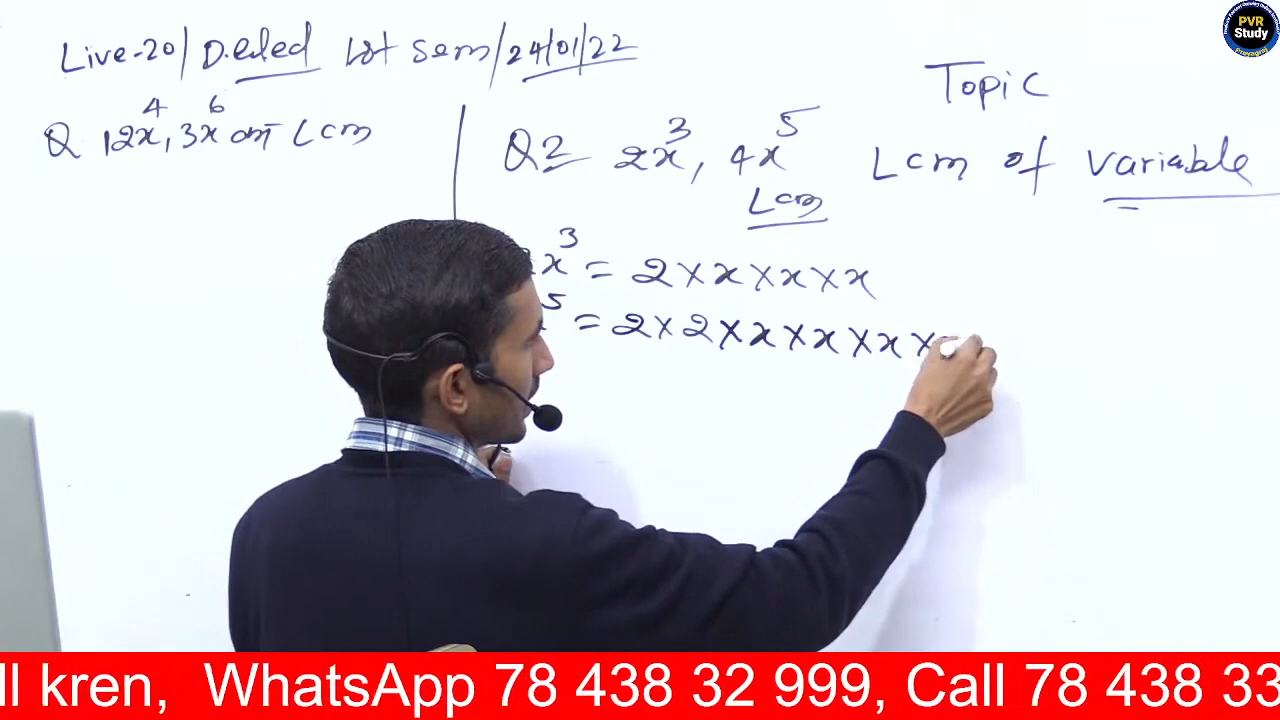 Live-20/ D.eled 1st sem/24/01/22
Q 12x⁴, 3x⁶ का Lcm
Q2 2x³, 4x⁵
Lcm
Topic
Lcm of variable
x³ = 2×x×x×x
⁵ = 2×2×x×x×x×
PVR
Study
Prayagraj
ll kren, WhatsApp 78 438 32 999, Call 78 438 33